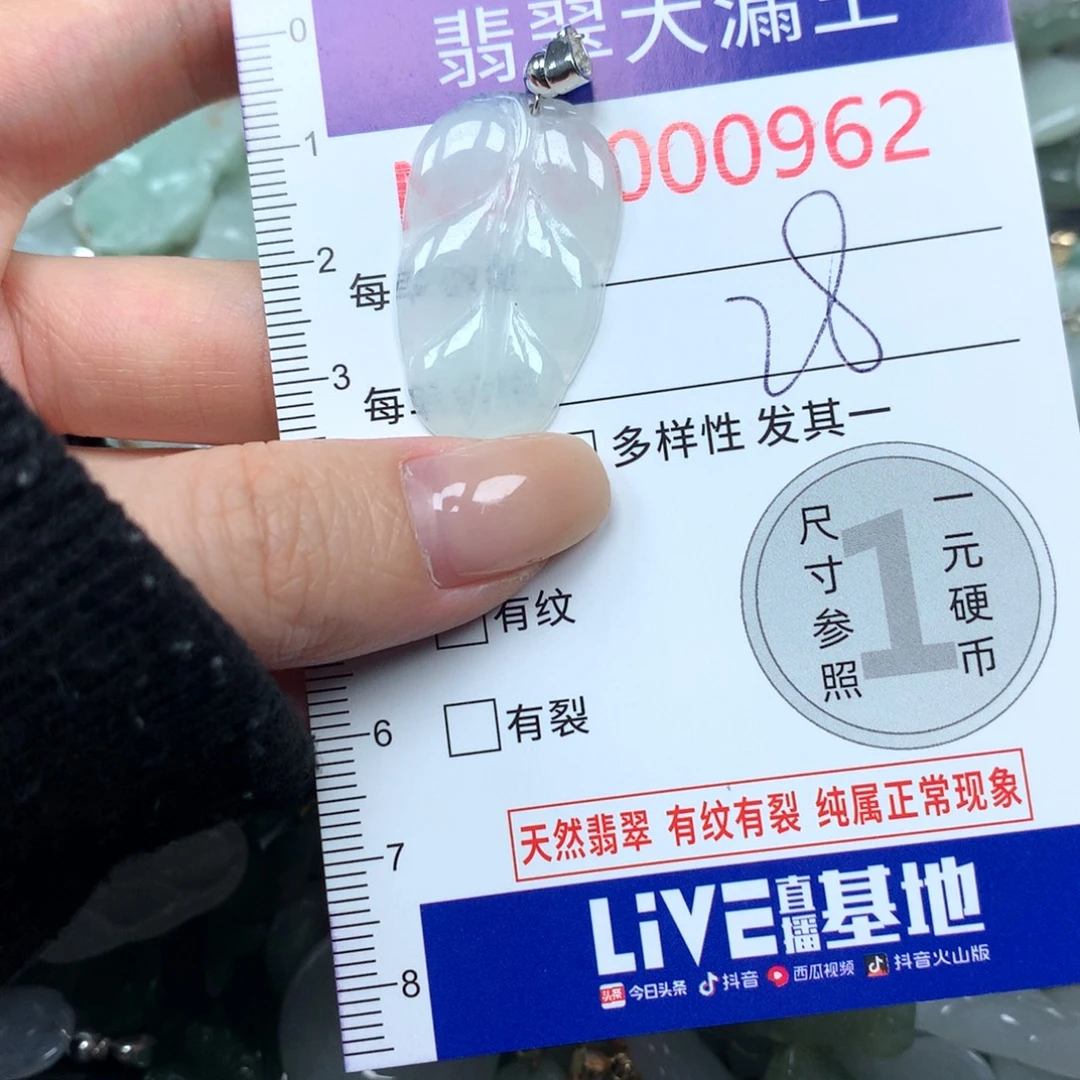 0
翡翠大漏
1
000962
2
每
28
3
每
多样性 发其一
尺寸参照
1
一元硬币
有纹
6
有裂
天然翡翠 有纹有裂 纯属正常现象
7
LiVE直播基地
8
头条 今日头条 抖音 西瓜视频 抖音火山版